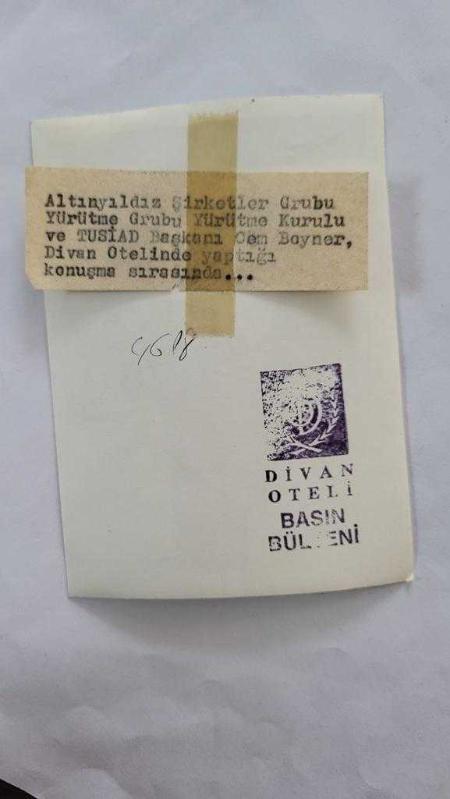 Altınyıldız Şirketler Grubu
Yürütme Grubu Yürütme Kurulu
ve TUSİAD Başkanı Cem Boyner,
Divan Otelinde yaptığı
konuşma sırasında...
DİVAN
OTELİ
BASIN
BÜLTENİ